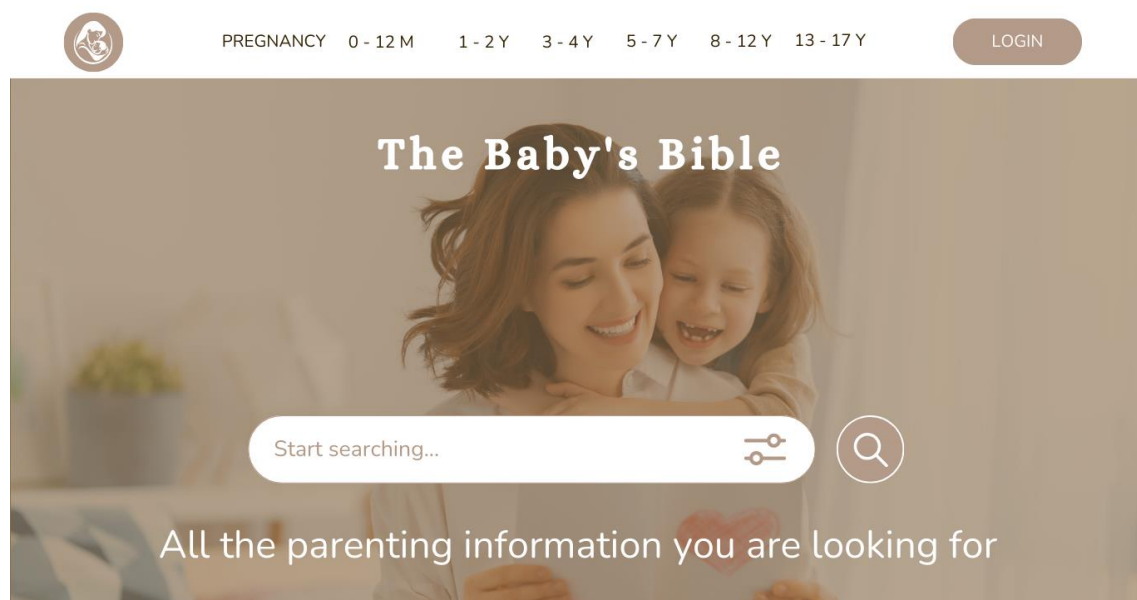 PREGNANCY 0 - 12 M 1 - 2 Y 3 - 4 Y 5 - 7 Y 8 - 12 Y 13 - 17 Y LOGIN
The Baby's Bible
Start searching...
All the parenting information you are looking for